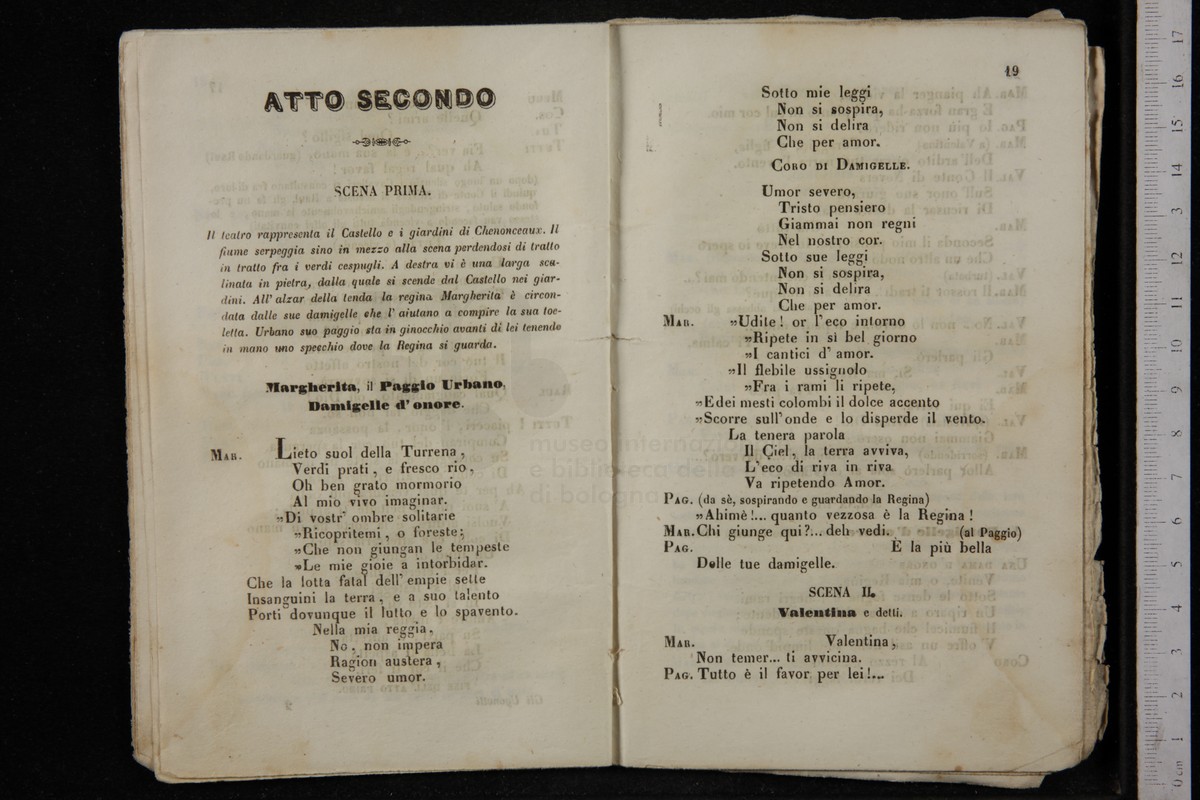 ATTO SECONDO
SCENA PRIMA.
Il teatro rappresenta il Castello e i giardini di Chenonceaux. Il
fiume serpeggia sino in mezzo alla scena perdendosi di tratto
in tratto fra i verdi cespugli. A destra vi è una larga sca-
linata in pietra, dalla quale si scende dal Castello nei giar-
dini. All' alzar della tenda la regina Margherita è circon-
data dalle sue damigelle che l' aiutano a compire la sua toe-
letta. Urbano suo paggio sta in ginocchio avanti di lei tenendo
in mano uno specchio dove la Regina si guarda.
Margherita, il Paggio Urbano,
Damigelle d' onore.
MAR. Lieto suol della Turrena,
Verdi prati, e fresco rio,
Oh ben grato mormorio
Al mio vivo imaginar.
»Di vostr' ombre solitarie
»Ricopritemi, o foreste;
»Che non giungan le tempeste
»Le mie gioie a intorbidar.
Che la lotta fatal dell' empie sette
Insanguini la terra, e a suo talento
Porti dovunque il lutto e lo spavento.
Nella mia reggia,
No, non impera
Ragion austera,
Severo umor.
19
Sotto mie leggi
Non si sospira,
Non si delira
Che per amor.
CORO DI DAMIGELLE.
Umor severo,
Tristo pensiero
Giammai non regni
Nel nostro cor.
Sotto sue leggi
Non si sospira,
Non si delira
Che per amor.
MAR. »Udite! or l'eco intorno
»Ripete in sì bel giorno
»I cantici d' amor.
»Il flebile ussignolo
»Fra i rami li ripete,
»E dei mesti colombi il dolce accento
»Scorre sull'onde e lo disperde il vento.
La tenera parola
Il Ciel, la terra avviva,
L'eco di riva in riva
Va ripetendo Amor.
PAG. (da sè, sospirando e guardando la Regina)
»Ahimè!... quanto vezzosa è la Regina!
MAR. Chi giunge qui?... deh vedi. (al Paggio)
PAG. È la più bella
Delle tue damigelle.
SCENA II.
Valentina e detti.
MAR. Valentina,
Non temer... ti avvicina.
PAG. Tutto è il favor per lei!...
museo internazio
e biblioteca della
di bologna